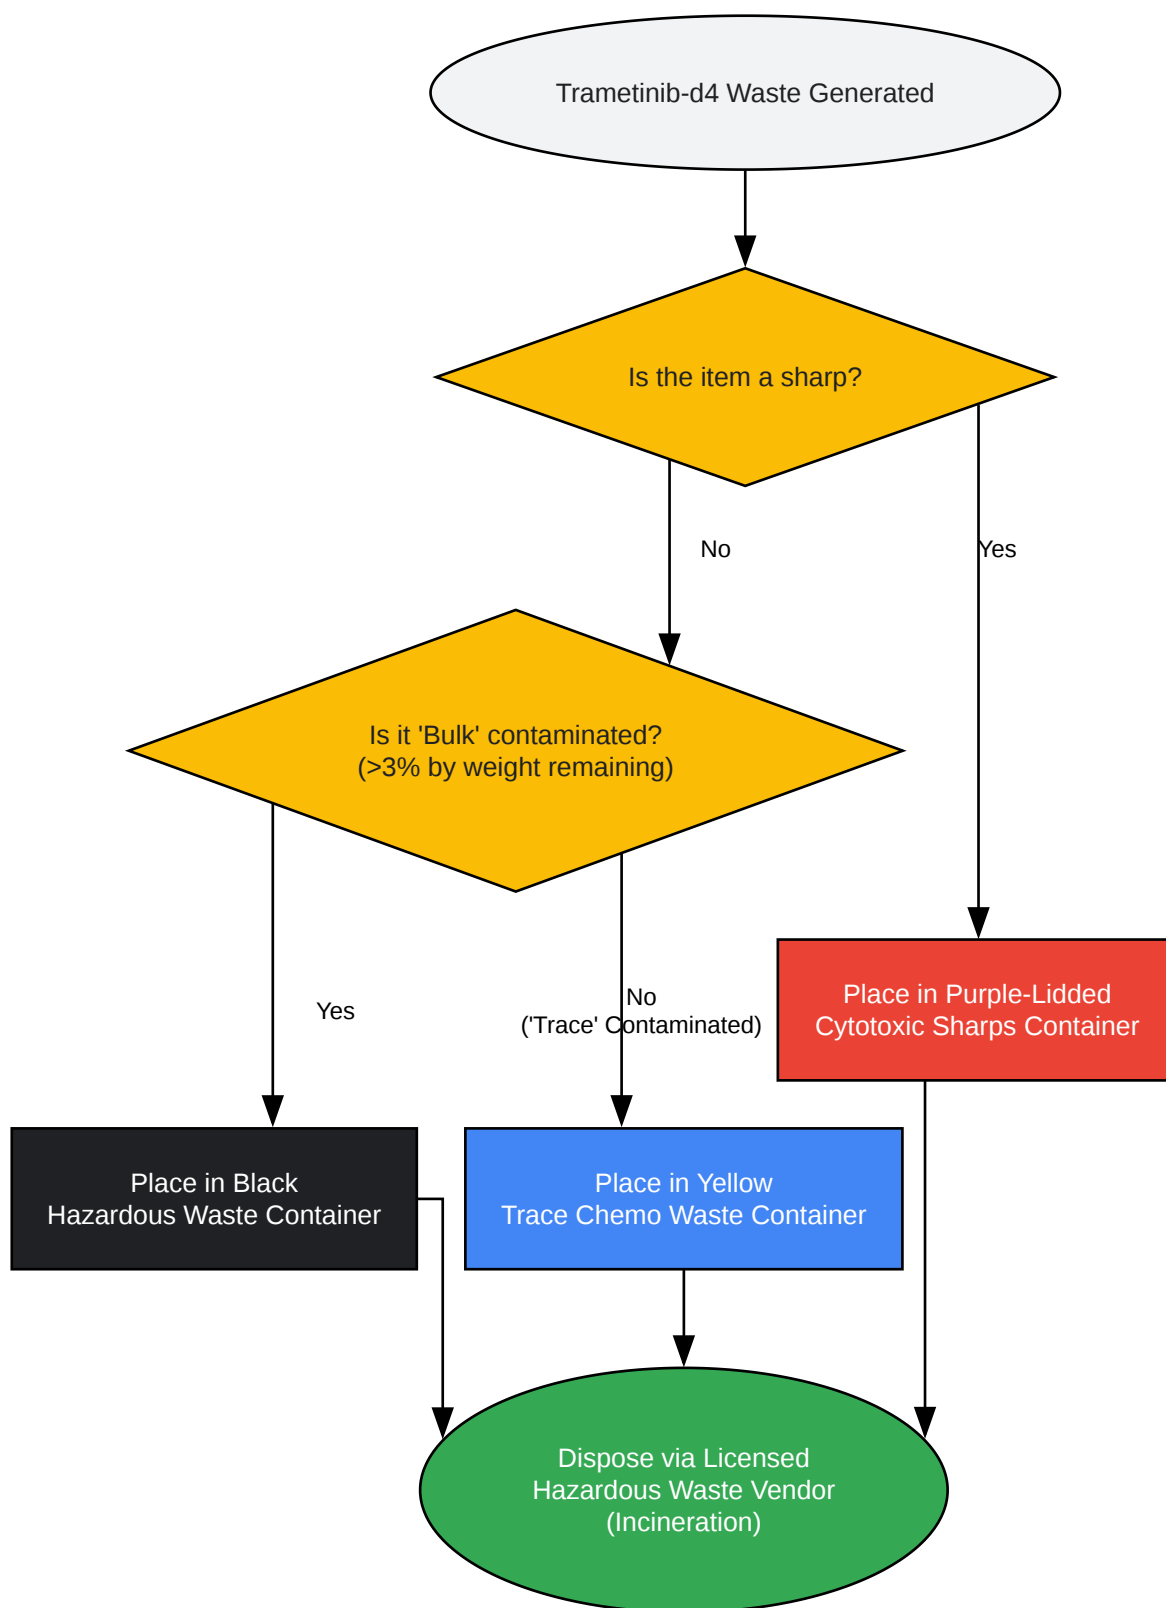 Trametinib-d4 Waste Generated
Is the item a sharp?
No
Yes
Is it 'Bulk' contaminated?
(>3% by weight remaining)
Yes
No
('Trace' Contaminated)
Place in Purple-Lidded
Cytotoxic Sharps Container
Place in Black
Hazardous Waste Container
Place in Yellow
Trace Chemo Waste Container
Dispose via Licensed
Hazardous Waste Vendor
(Incineration)